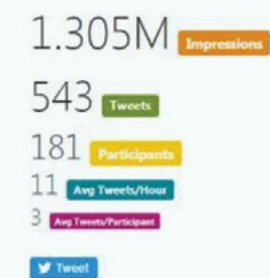 1.305M Impressions
543 Tweets
181 Participants
11 Avg Tweets/Hour
3 Avg Tweets/Participant
Tweet